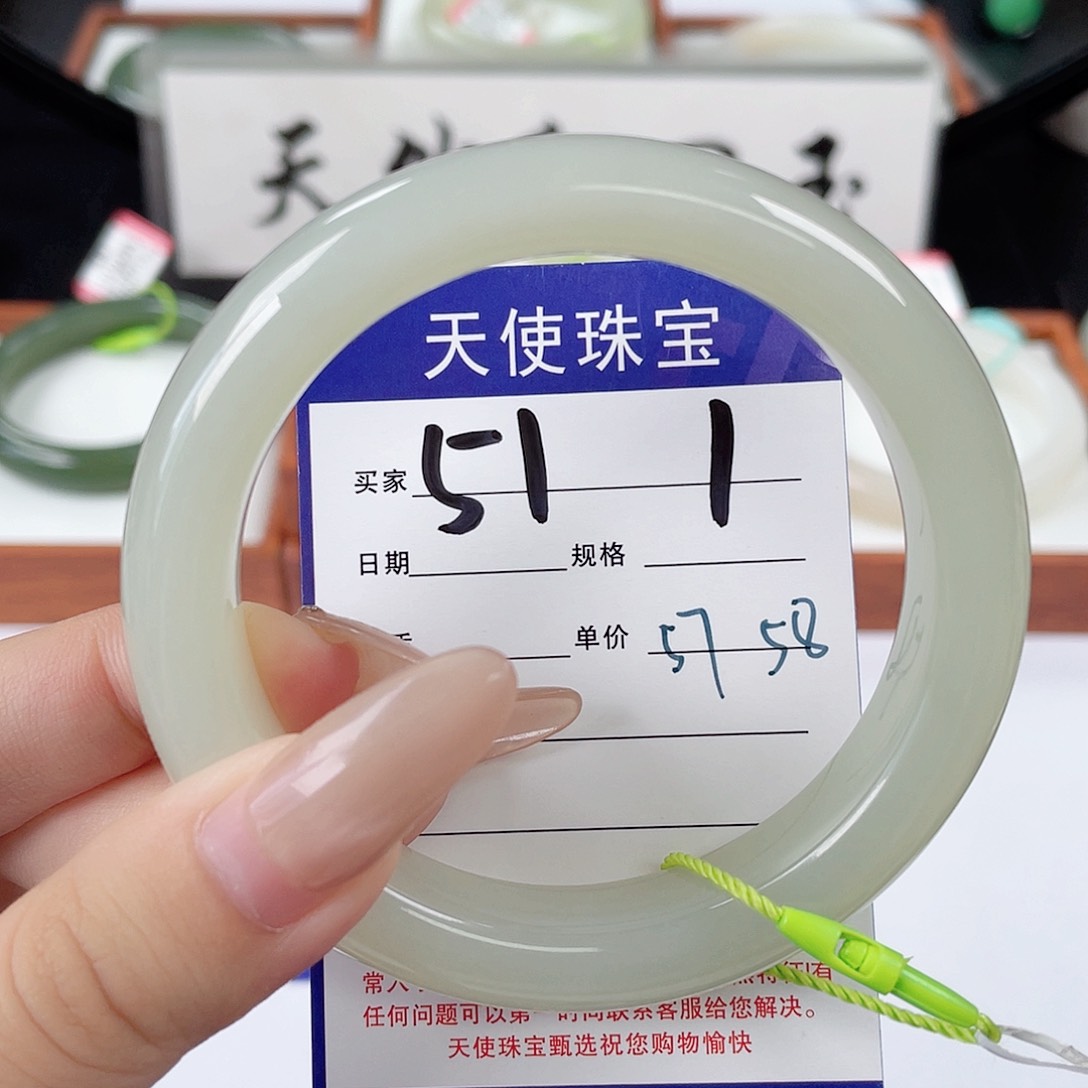 天使珠宝
买家 51 1
日期 规格
单价 57 58
任何问题可以第一时间联系客服给您解决。
天使珠宝甄选祝您购物愉快